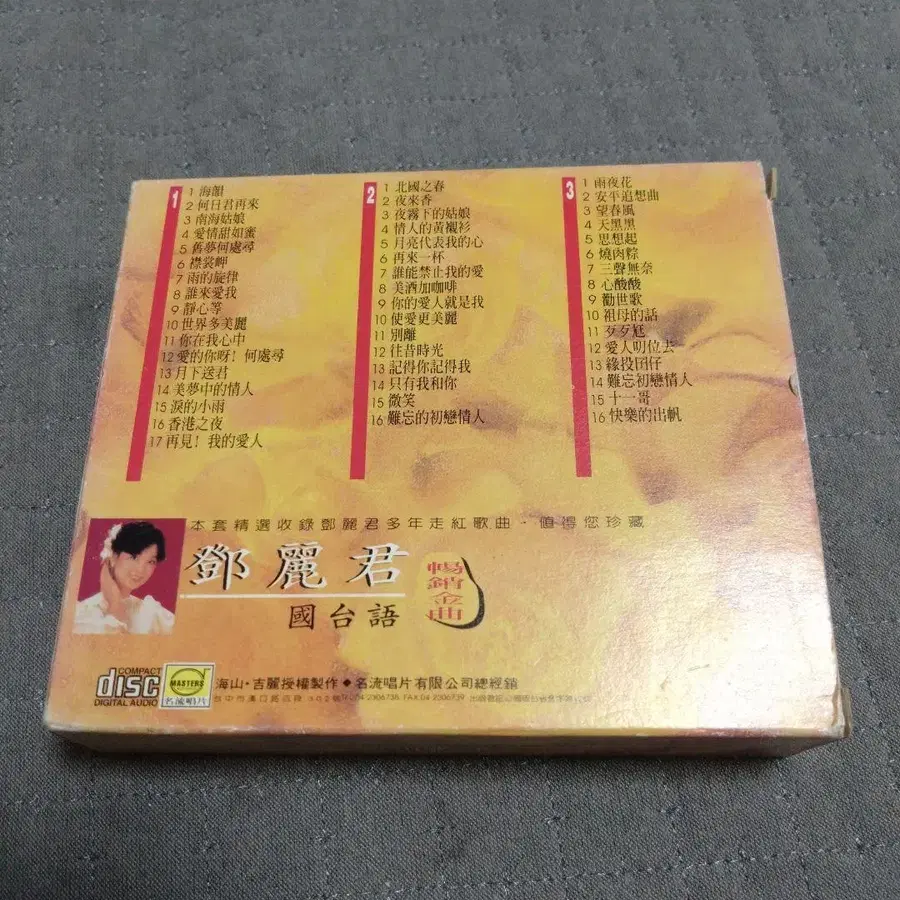 1
1 海韻
2 何日君再來
3 南海姑娘
4 愛情甜如蜜
5 舊夢何處尋
6 襟裳岬
7 雨的旋律
8 誰來愛我
9 靜心等
10 世界多美麗
11 你在我心中
12 愛的你呀! 何處尋
13 月下送君
14 美夢中的情人
15 淚的小雨
16 香港之夜
17 再見! 我的愛人
2
1 北國之春
2 夜來香
3 夜霧下的姑娘
4 情人的黃襯衫
5 月亮代表我的心
6 再來一杯
7 誰能禁止我的愛
8 美酒加咖啡
9 你的愛人就是我
10 使愛更美麗
11 別離
12 往昔時光
13 記得你記得我
14 只有我和你
15 微笑
16 難忘的初戀情人
3
1 雨夜花
2 安平追想曲
3 望春風
4 天黑黑
5 思想起
6 燒肉粽
7 三聲無奈
8 心酸酸
9 勸世歌
10 祖母的話
11 歹歹尪
12 愛人叨位去
13 緣投囝仔
14 難忘初戀情人
15 十一哥
16 快樂的出帆
本套精選收錄鄧麗君多年走紅歌曲·值得您珍藏
鄧麗君
國台語
暢銷金曲
COMPACT
disc
DIGITAL AUDIO
MASTERS
名流唱片
海山·吉麗授權製作◆名流唱片有限公司總經銷